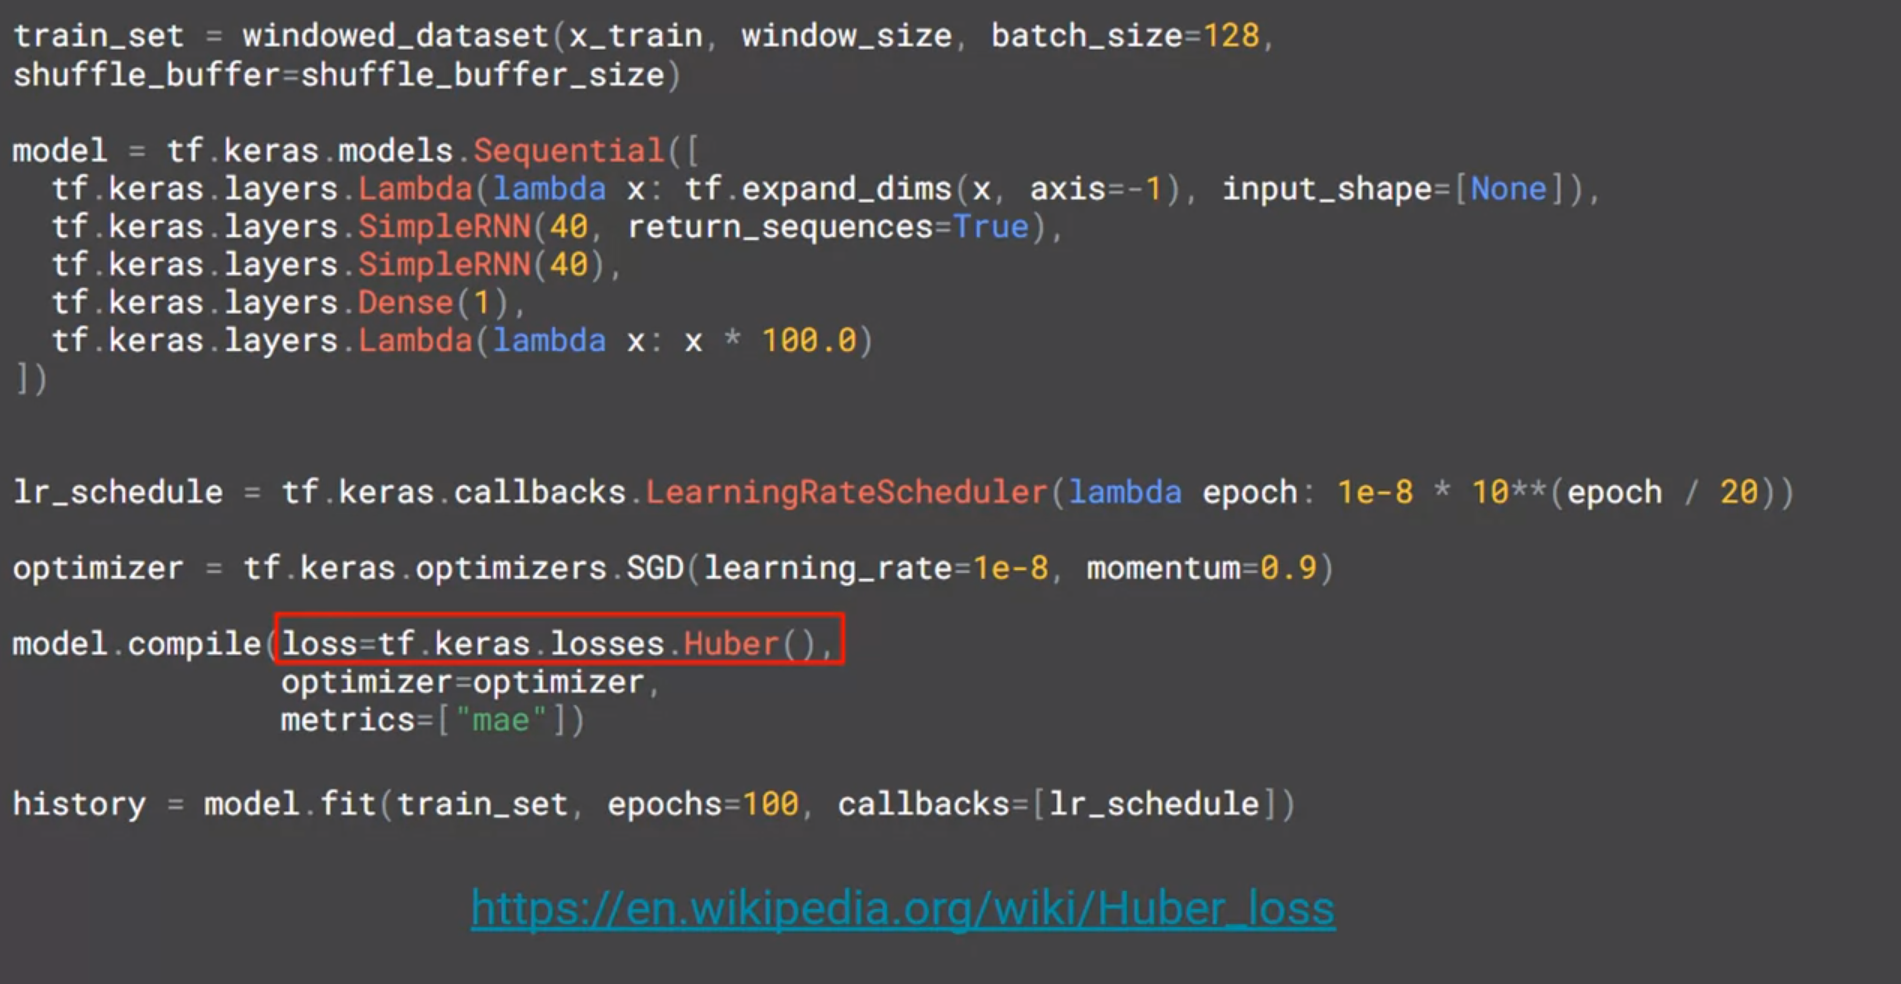 train_set = windowed_dataset(x_train, window_size, batch_size=128,
shuffle_buffer=shuffle_buffer_size)
model = tf.keras.models.Sequential([
  tf.keras.layers.Lambda(lambda x: tf.expand_dims(x, axis=-1), input_shape=[None]),
  tf.keras.layers.SimpleRNN(40, return_sequences=True),
  tf.keras.layers.SimpleRNN(40),
  tf.keras.layers.Dense(1),
  tf.keras.layers.Lambda(lambda x: x * 100.0)
])
lr_schedule = tf.keras.callbacks.LearningRateScheduler(lambda epoch: 1e-8 * 10**(epoch / 20))
optimizer = tf.keras.optimizers.SGD(learning_rate=1e-8, momentum=0.9)
model.compile(loss=tf.keras.losses.Huber(),
              optimizer=optimizer,
              metrics=["mae"])
history = model.fit(train_set, epochs=100, callbacks=[lr_schedule])
https://en.wikipedia.org/wiki/Huber_loss